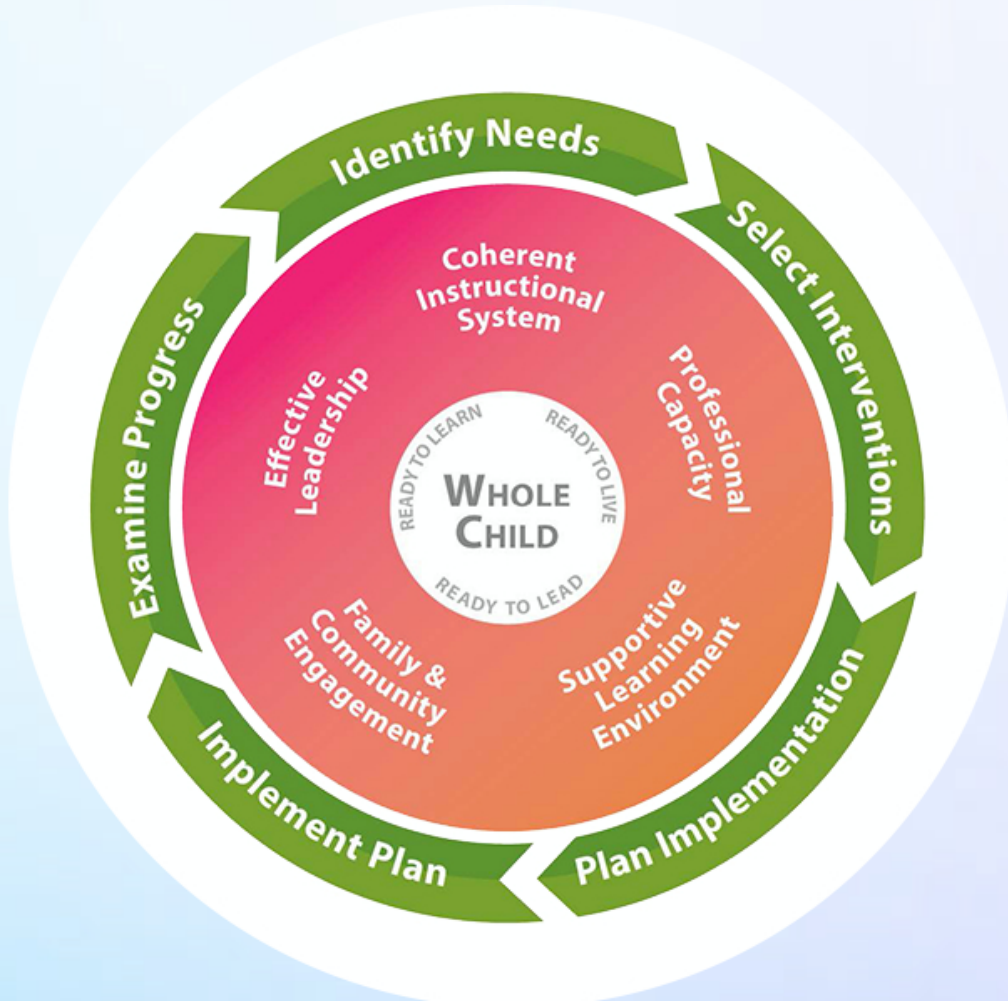 Identify Needs
Select Interventions
Plan Implementation
Implement Plan
Examine Progress
Coherent
Instructional
System
Professional
Capacity
Supportive
Learning
Environment
Family &
Community
Engagement
Effective
Leadership
READY TO LEARN
READY TO LIVE
READY TO LEAD
WHOLE
CHILD